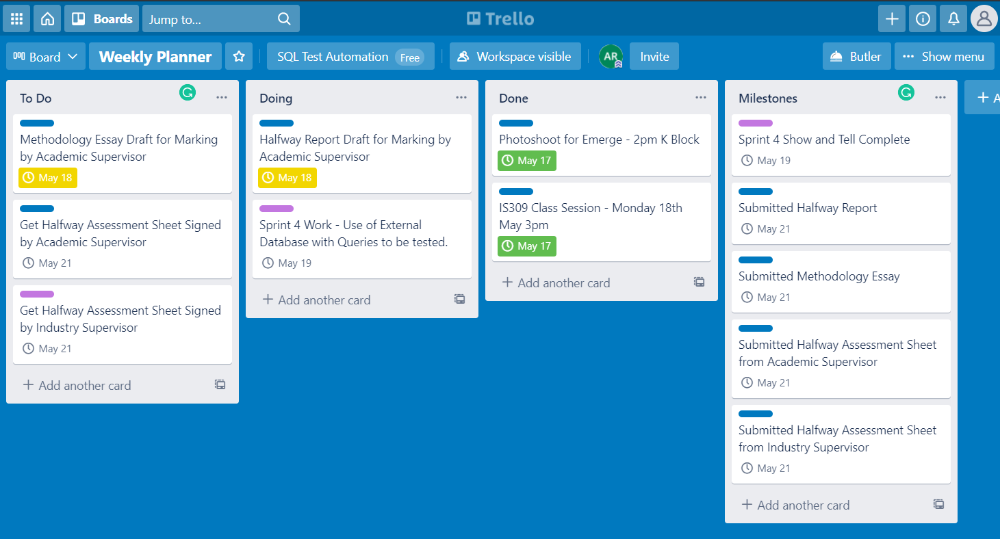 Boards
Jump to...
Trello
Board
Weekly Planner
SQL Test Automation Free
Workspace visible
AR
Invite
Butler
Show menu
To Do
Methodology Essay Draft for Marking
by Academic Supervisor
May 18
Get Halfway Assessment Sheet Signed
by Academic Supervisor
May 21
Get Halfway Assessment Sheet Signed
by Industry Supervisor
May 21
+ Add another card
Doing
Halfway Report Draft for Marking by
Academic Supervisor
May 18
Sprint 4 Work - Use of External
Database with Queries to be tested.
May 19
+ Add another card
Done
Photoshoot for Emerge - 2pm K Block
May 17
IS309 Class Session - Monday 18th
May 3pm
May 17
+ Add another card
Milestones
Sprint 4 Show and Tell Complete
May 19
Submitted Halfway Report
May 21
Submitted Methodology Essay
May 21
Submitted Halfway Assessment Sheet
from Academic Supervisor
May 21
Submitted Halfway Assessment Sheet
from Industry Supervisor
May 21
+ Add another card
+ A